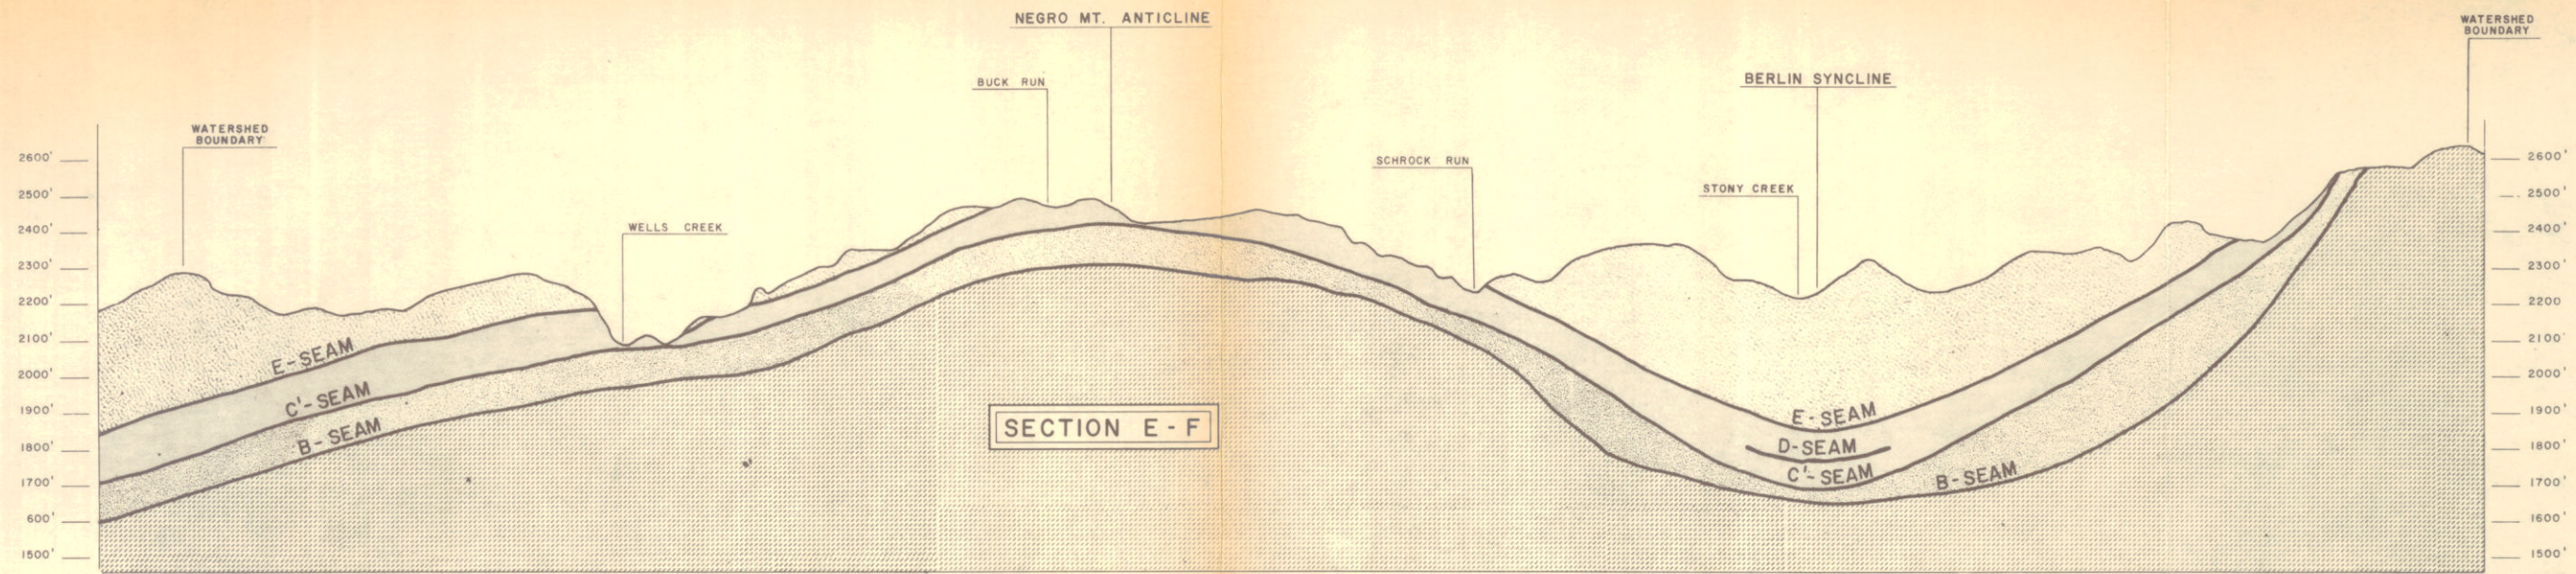 NEGRO MT. ANTICLINE
WATERSHED
BOUNDARY
BUCK RUN
BERLIN SYNCLINE
WATERSHED
BOUNDARY
SCHROCK RUN
STONY CREEK
WELLS CREEK
2600'
2500'
2400'
2300'
2200'
2100'
2000'
1900'
1800'
1700'
600'
1500'
E-SEAM
C'-SEAM
B-SEAM
SECTION E-F
E-SEAM
D-SEAM
C'-SEAM
B-SEAM
2600'
2500'
2400'
2300'
2200'
2100'
2000'
1900'
1800'
1700'
1600'
1500'